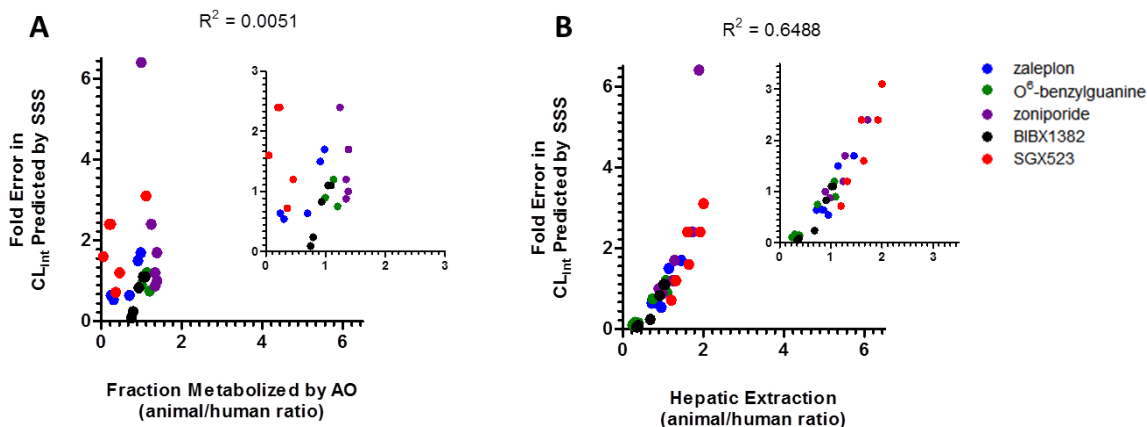 A
R² = 0.0051
Fold Error in
CL_Int Predicted by SSS
6
4
2
0
0
2
4
6
3
2
1
0
0
1
2
3
Fraction Metabolized by AO
(animal/human ratio)
B
R² = 0.6488
Fold Error in
CL_Int Predicted by SSS
6
4
2
0
0
2
4
6
3
2
1
0
0
1
2
3
Hepatic Extraction
(animal/human ratio)
zaleplon
O⁶-benzylguanine
zoniporide
BIBX1382
SGX523